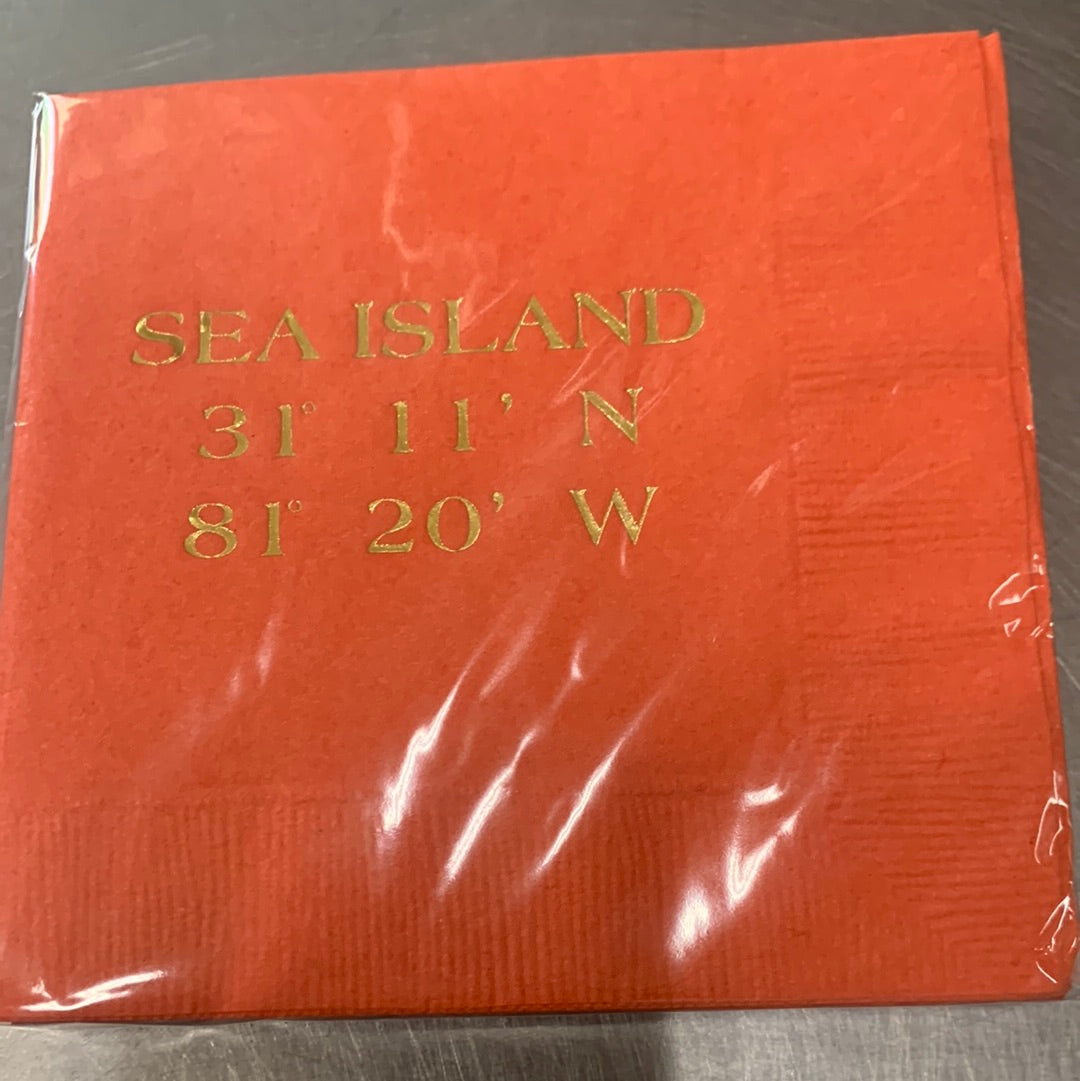 SEA ISLAND
31° 11' N
81° 20' W